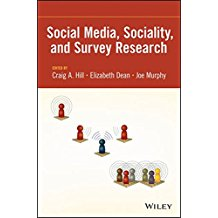 Social Media, Sociality,
and Survey Research
EDITED BY
Craig A. Hill • Elizabeth Dean • Joe Murphy
WILEY